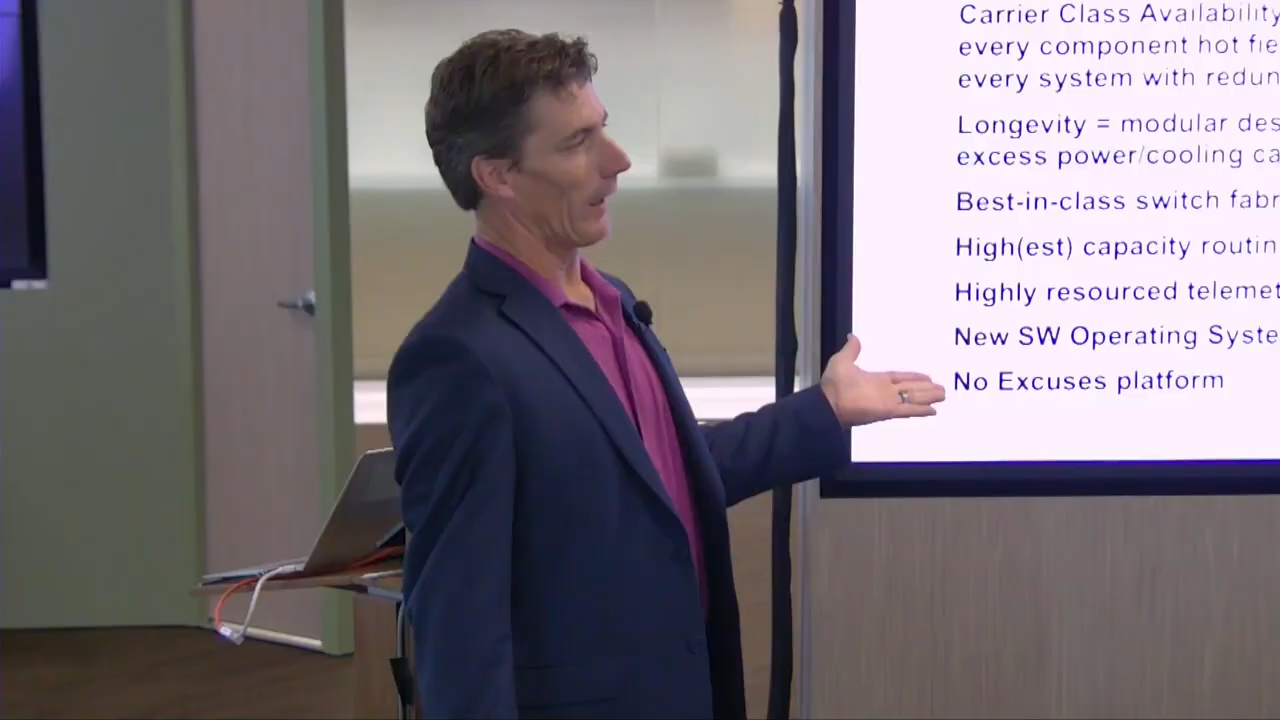 Carrier Class Availability
every component hot fie
every system with redun
Longevity = modular des
excess power/cooling ca
Best-in-class switch fabr
High(est) capacity routin
Highly resourced telemet
New SW Operating Syste
No Excuses platform